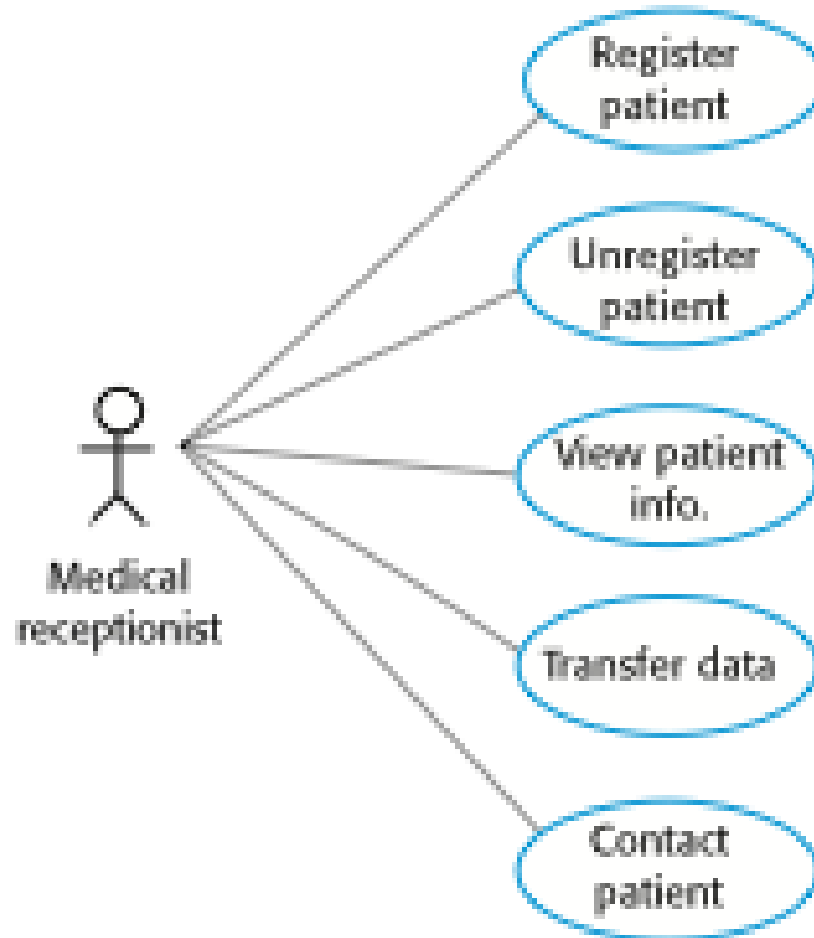 Register
patient
Unregister
patient
View patient
info.
Medical
receptionist
Transfer data
Contact
patient